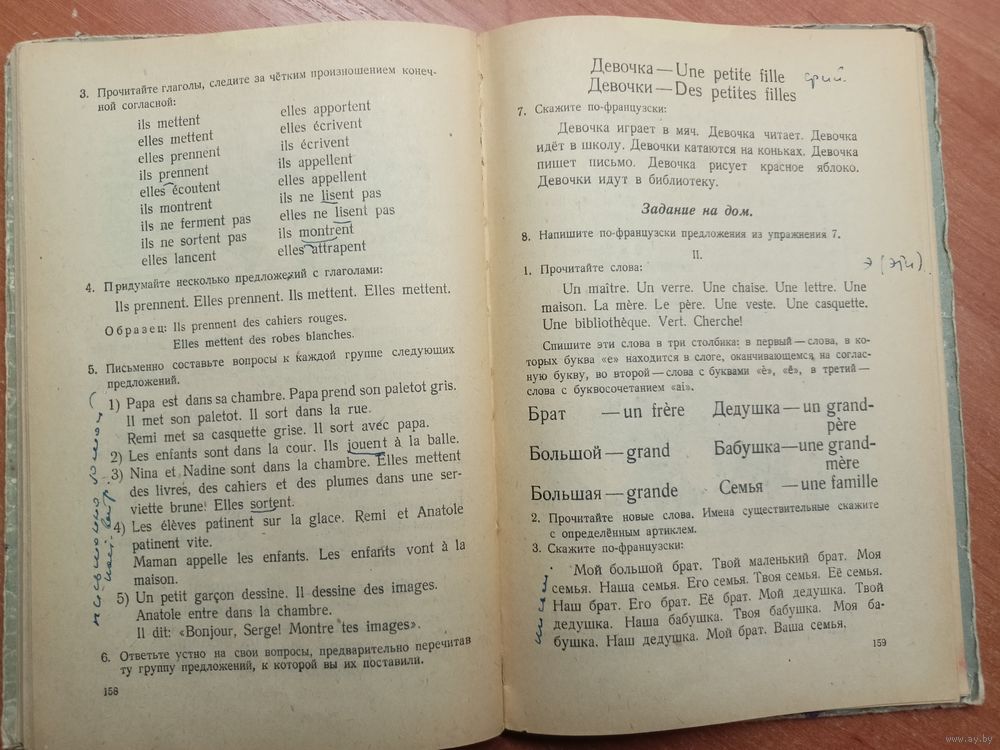 3. Прочитайте глаголы, следите за чётким произношением конеч-
ной согласной:
ils mettent
elles mettent
elles prennent
ils prennent
elles écoutent
ils montrent
ils ne ferment pas
ils ne sortent pas
elles lancent
elles apportent
elles écrivent
ils écrivent
ils appellent
elles appellent
ils ne lisent pas
elles ne lisent pas
ils montrent
elles attrapent
4. Придумайте несколько предложений с глаголами:
Ils prennent. Elles prennent. Ils mettent. Elles mettent.
Образец: Ils prennent des cahiers rouges.
Elles mettent des robes blanches.
5. Письменно составьте вопросы к каждой группе следующих
предложений.
1) Papa est dans sa chambre. Papa prend son paletot gris.
Il met son paletot. Il sort dans la rue.
Remi met sa casquette grise. Il sort avec papa.
2) Les enfants sont dans la cour. Ils jouent à la balle.
3) Nina et Nadine sont dans la chambre. Elles mettent
des livres, des cahiers et des plumes dans une ser-
viette brune. Elles sortent.
4) Les élèves patinent sur la glace. Remi et Anatole
patinent vite.
Maman appelle les enfants. Les enfants vont à la
maison.
5) Un petit garçon dessine. Il dessine des images.
Anatole entre dans la chambre.
Il dit: «Bonjour, Serge! Montre tes images».
6. Ответьте устно на свои вопросы, предварительно перечитав
ту группу предложений, к которой вы их поставили.
158
Девочка — Une petite fille
Девочки — Des petites filles
7. Скажите по-французски:
Девочка играет в мяч. Девочка читает. Девочка
идёт в школу. Девочки катаются на коньках. Девочка
пишет письмо. Девочка рисует красное яблоко.
Девочки идут в библиотеку.
Задание на дом.
8. Напишите по-французски предложения из упражнения 7.
II.
э (эй)
1. Прочитайте слова:
Un maître. Un verre. Une chaise. Une lettre. Une
maison. La mère. Le père. Une veste. Une casquette.
Une bibliothèque. Vert. Cherche!
Спишите эти слова в три столбика: в первый — слова, в ко-
торых буква «e» находится в слоге, оканчивающемся на соглас-
ную букву, во второй — слова с буквами «è», «ê», в третий —
слова с буквосочетанием «ai».
Брат — un frère
Большой — grand
Большая — grande
Дедушка — un grand-
père
Бабушка — une grand-
mère
Семья — une famille
2. Прочитайте новые слова. Имена существительные скажите
с определённым артиклем.
3. Скажите по-французски:
Мой большой брат. Твой маленький брат. Моя
семья. Наша семья. Его семья. Твоя семья. Её семья.
Наш брат. Его брат. Её брат. Мой дедушка. Твой
дедушка. Наша бабушка. Твоя бабушка. Моя ба-
бушка. Наш дедушка. Мой брат. Ваша семья.
159
www.ay.by